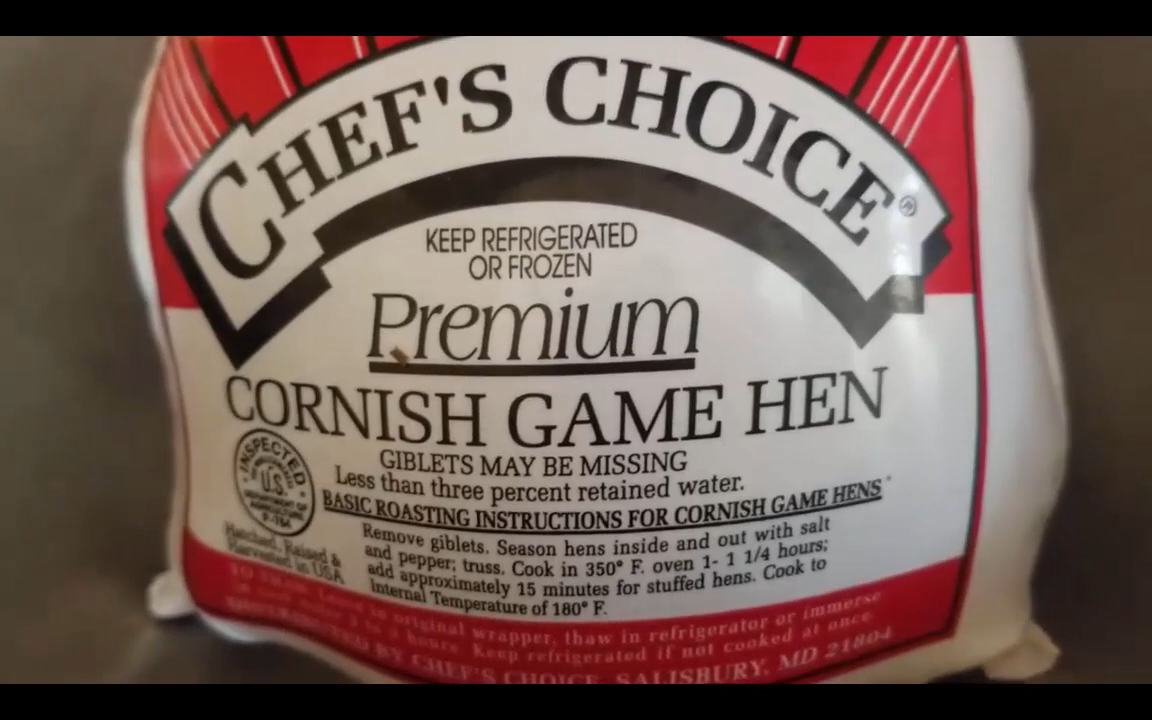 CHEF'S CHOICE®
KEEP REFRIGERATED
OR FROZEN
Premium
CORNISH GAME HEN
GIBLETS MAY BE MISSING
Less than three percent retained water.
BASIC ROASTING INSTRUCTIONS FOR CORNISH GAME HENS
Remove giblets. Season hens inside and out with salt
and pepper; truss. Cook in 350° F. oven 1- 1 1/4 hours;
add approximately 15 minutes for stuffed hens. Cook to
Internal Temperature of 180° F.
INSPECTED
U.S.
DEPARTMENT OF
AGRICULTURE
Hatched, Raised &
Harvested in USA
in original wrapper, thaw in refrigerator or immerse
hours. Keep refrigerated if not cooked at once
BY CHEF'S CHOICE, SALISBURY, MD 21804